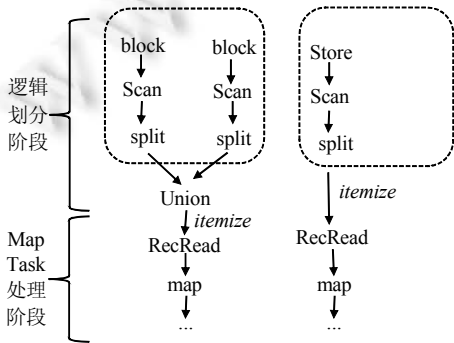 逻辑
划分
阶段
block
Scan
split
block
Scan
split
Union
Store
Scan
split
itemize
Map
Task
处理
阶段
itemize
RecRead
map
...
RecRead
map
...